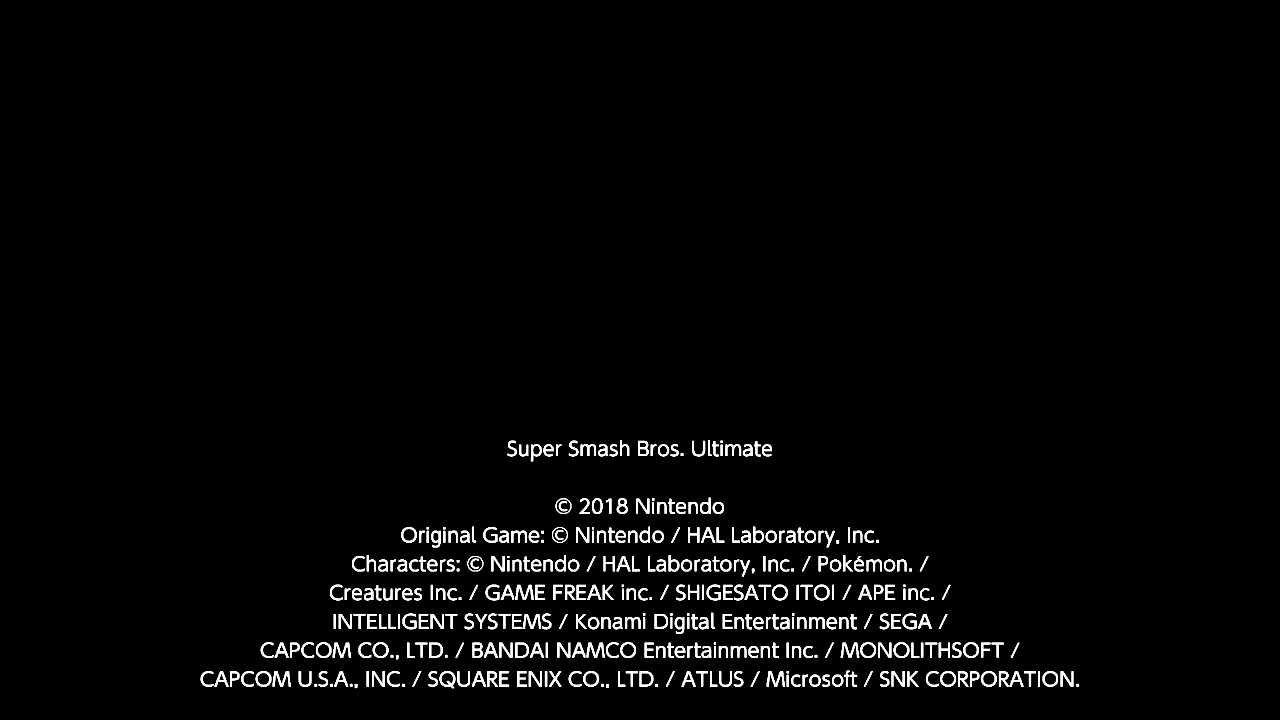 Super Smash Bros. Ultimate
© 2018 Nintendo
Original Game: © Nintendo / HAL Laboratory, Inc.
Characters: © Nintendo / HAL Laboratory, Inc. / Pokémon. /
Creatures Inc. / GAME FREAK inc. / SHIGESATO ITOI / APE inc. /
INTELLIGENT SYSTEMS / Konami Digital Entertainment / SEGA /
CAPCOM CO., LTD. / BANDAI NAMCO Entertainment Inc. / MONOLITHSOFT /
CAPCOM U.S.A., INC. / SQUARE ENIX CO., LTD. / ATLUS / Microsoft / SNK CORPORATION.